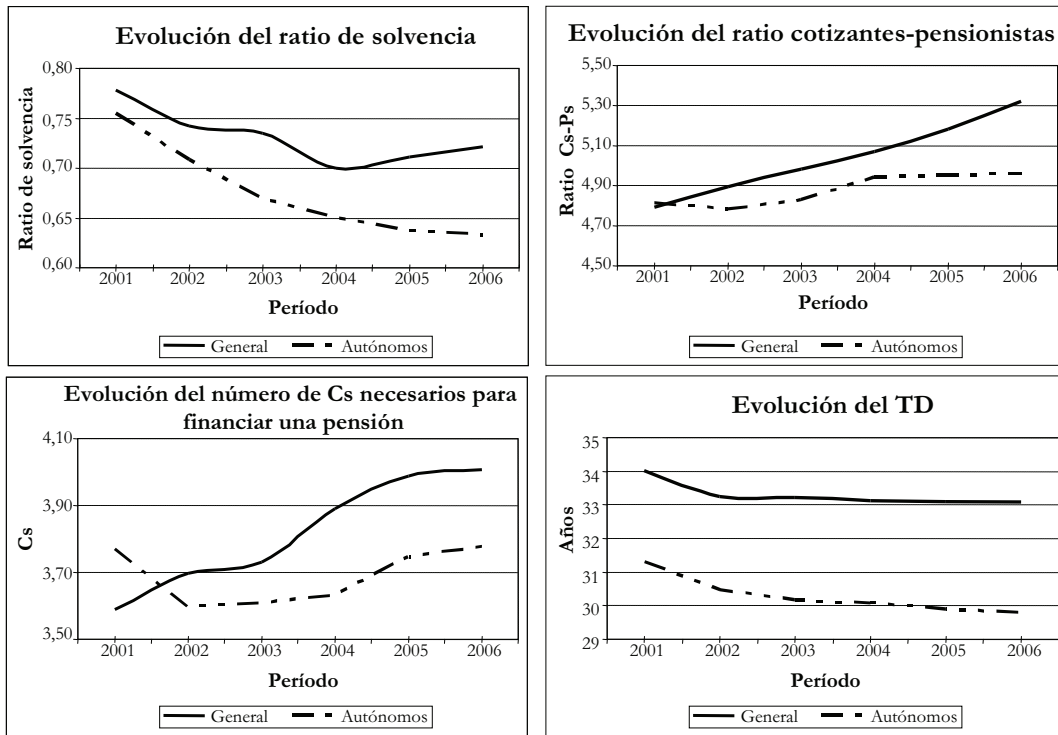 Evolución del ratio de solvencia
Ratio de solvencia
0,80
0,75
0,70
0,65
0,60
2001 2002 2003 2004 2005 2006
Período
General Autónomos
Evolución del ratio cotizantes-pensionistas
Ratio Cs-Ps
5,50
5,30
5,10
4,90
4,70
4,50
2001 2002 2003 2004 2005 2006
Período
General Autónomos
Evolución del número de Cs necesarios para
financiar una pensión
Cs
4,10
3,90
3,70
3,50
2001 2002 2003 2004 2005 2006
Período
General Autónomos
Evolución del TD
Años
35
34
33
32
31
30
29
2001 2002 2003 2004 2005 2006
Período
General Autónomos